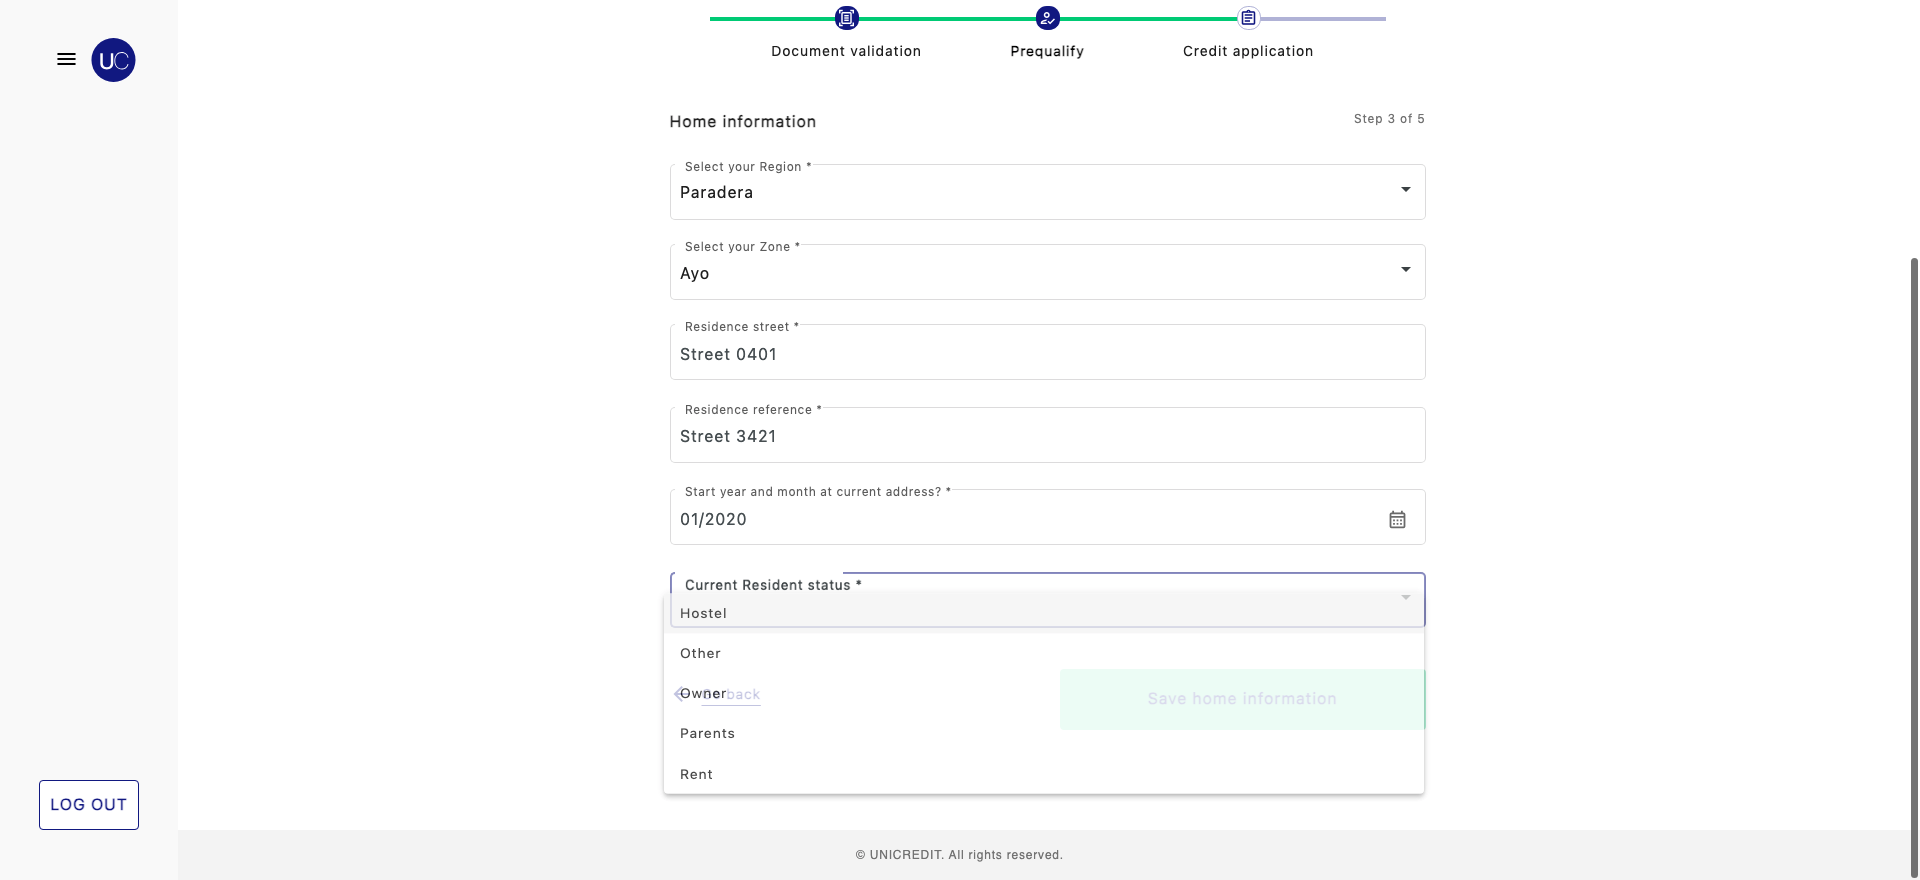 UC
Document validation
Prequalify
Credit application
Home information
Step 3 of 5
Select your Region *
Paradera
Select your Zone *
Ayo
Residence street *
Street 0401
Residence reference *
Street 3421
Start year and month at current address? *
01/2020
Current Resident status *
Hostel
Other
Owner
back
Save home information
Parents
Rent
LOG OUT
© UNICREDIT. All rights reserved.